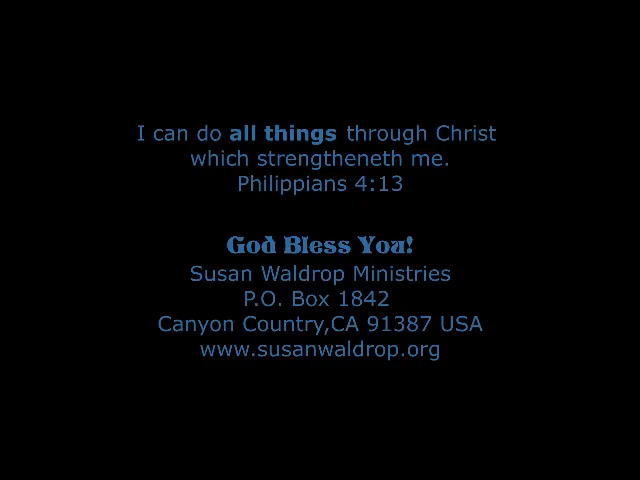 I can do all things through Christ
which strengtheneth me.
Philippians 4:13
God Bless You!
Susan Waldrop Ministries
P.O. Box 1842
Canyon Country,CA 91387 USA
www.susanwaldrop.org